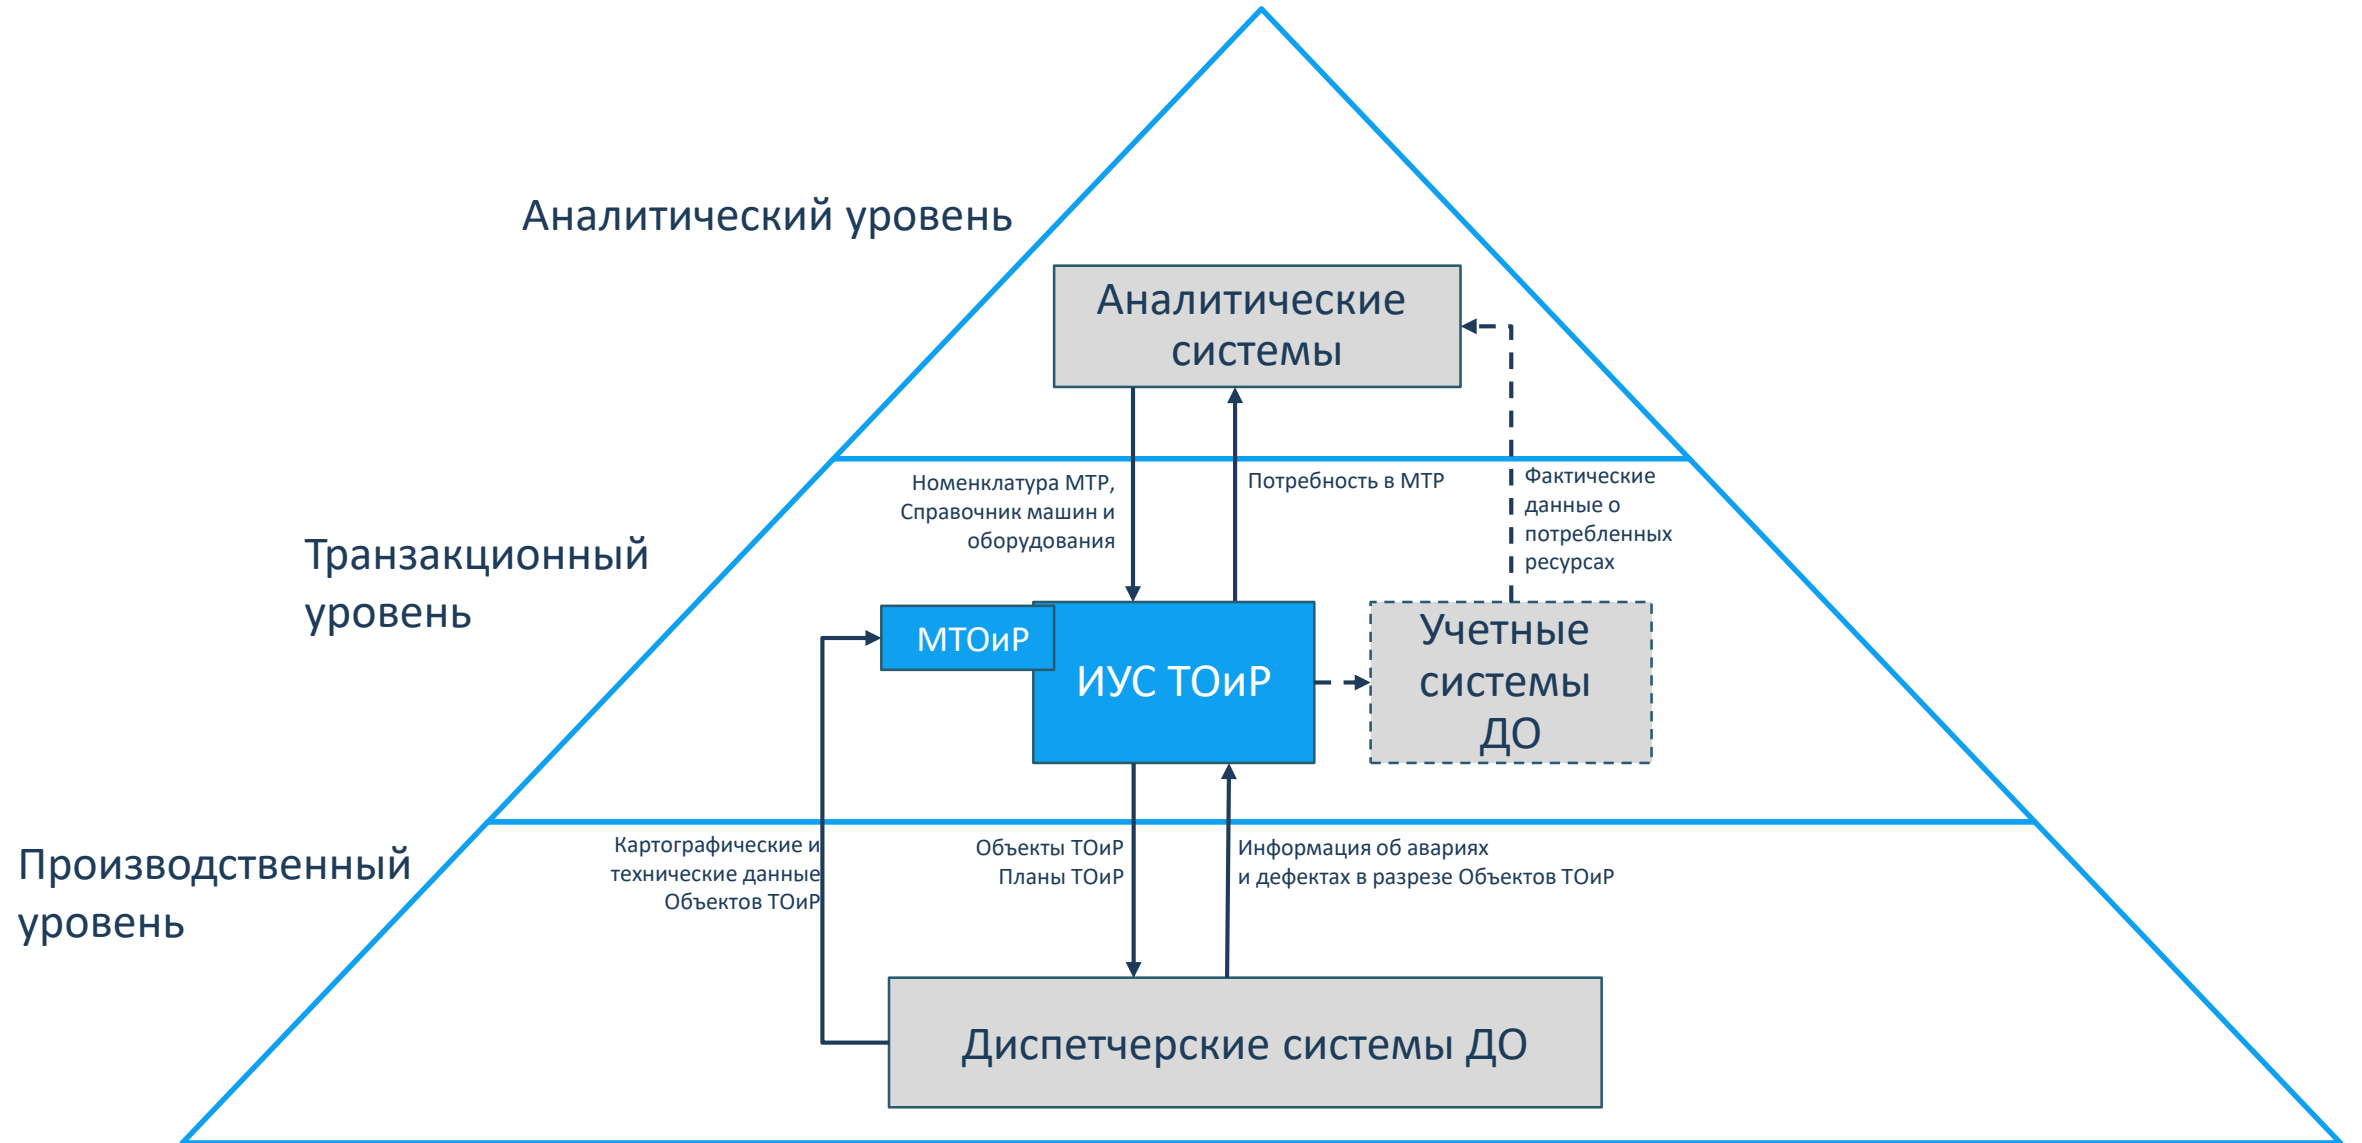 Аналитический уровень
Аналитические
системы
Номенклатура МТР,
Справочник машин и
оборудования
Потребность в МТР
Фактические
данные о
потребленных
ресурсах
Транзакционный
уровень
МТОиР
ИУС ТОиР
Учетные
системы
ДО
Производственный
уровень
Картографические и
технические данные
Объектов ТОиР
Объекты ТОиР
Планы ТОиР
Информация об авариях
и дефектах в разрезе Объектов ТОиР
Диспетчерские системы ДО